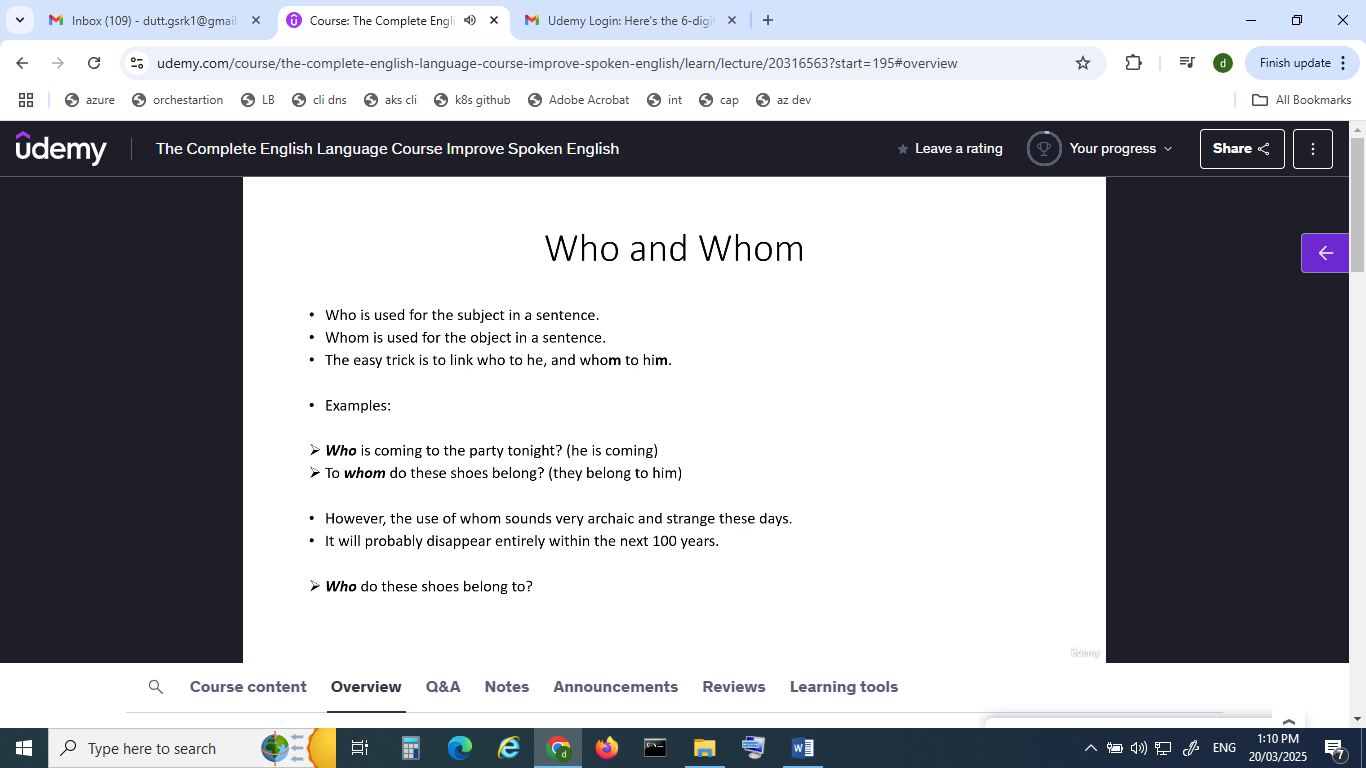 Inbox (109) - dutt.gsrk1@gmail.
Course: The Complete Engli
Udemy Login: Here's the 6-digi
udemy.com/course/the-complete-english-language-course-improve-spoken-english/learn/lecture/20316563?start=195#overview
d
Finish update
azure
orchestartion
LB
cli dns
aks cli
k8s github
Adobe Acrobat
int
cap
az dev
All Bookmarks
udemy
The Complete English Language Course Improve Spoken English
Leave a rating
Your progress
Share
Who and Whom
• Who is used for the subject in a sentence.
• Whom is used for the object in a sentence.
• The easy trick is to link who to he, and whom to him.
• Examples:
➢ Who is coming to the party tonight? (he is coming)
➢ To whom do these shoes belong? (they belong to him)
• However, the use of whom sounds very archaic and strange these days.
• It will probably disappear entirely within the next 100 years.
➢ Who do these shoes belong to?
udemy
Course content
Overview
Q&A
Notes
Announcements
Reviews
Learning tools
Type here to search
ENG
1:10 PM
20/03/2025
7